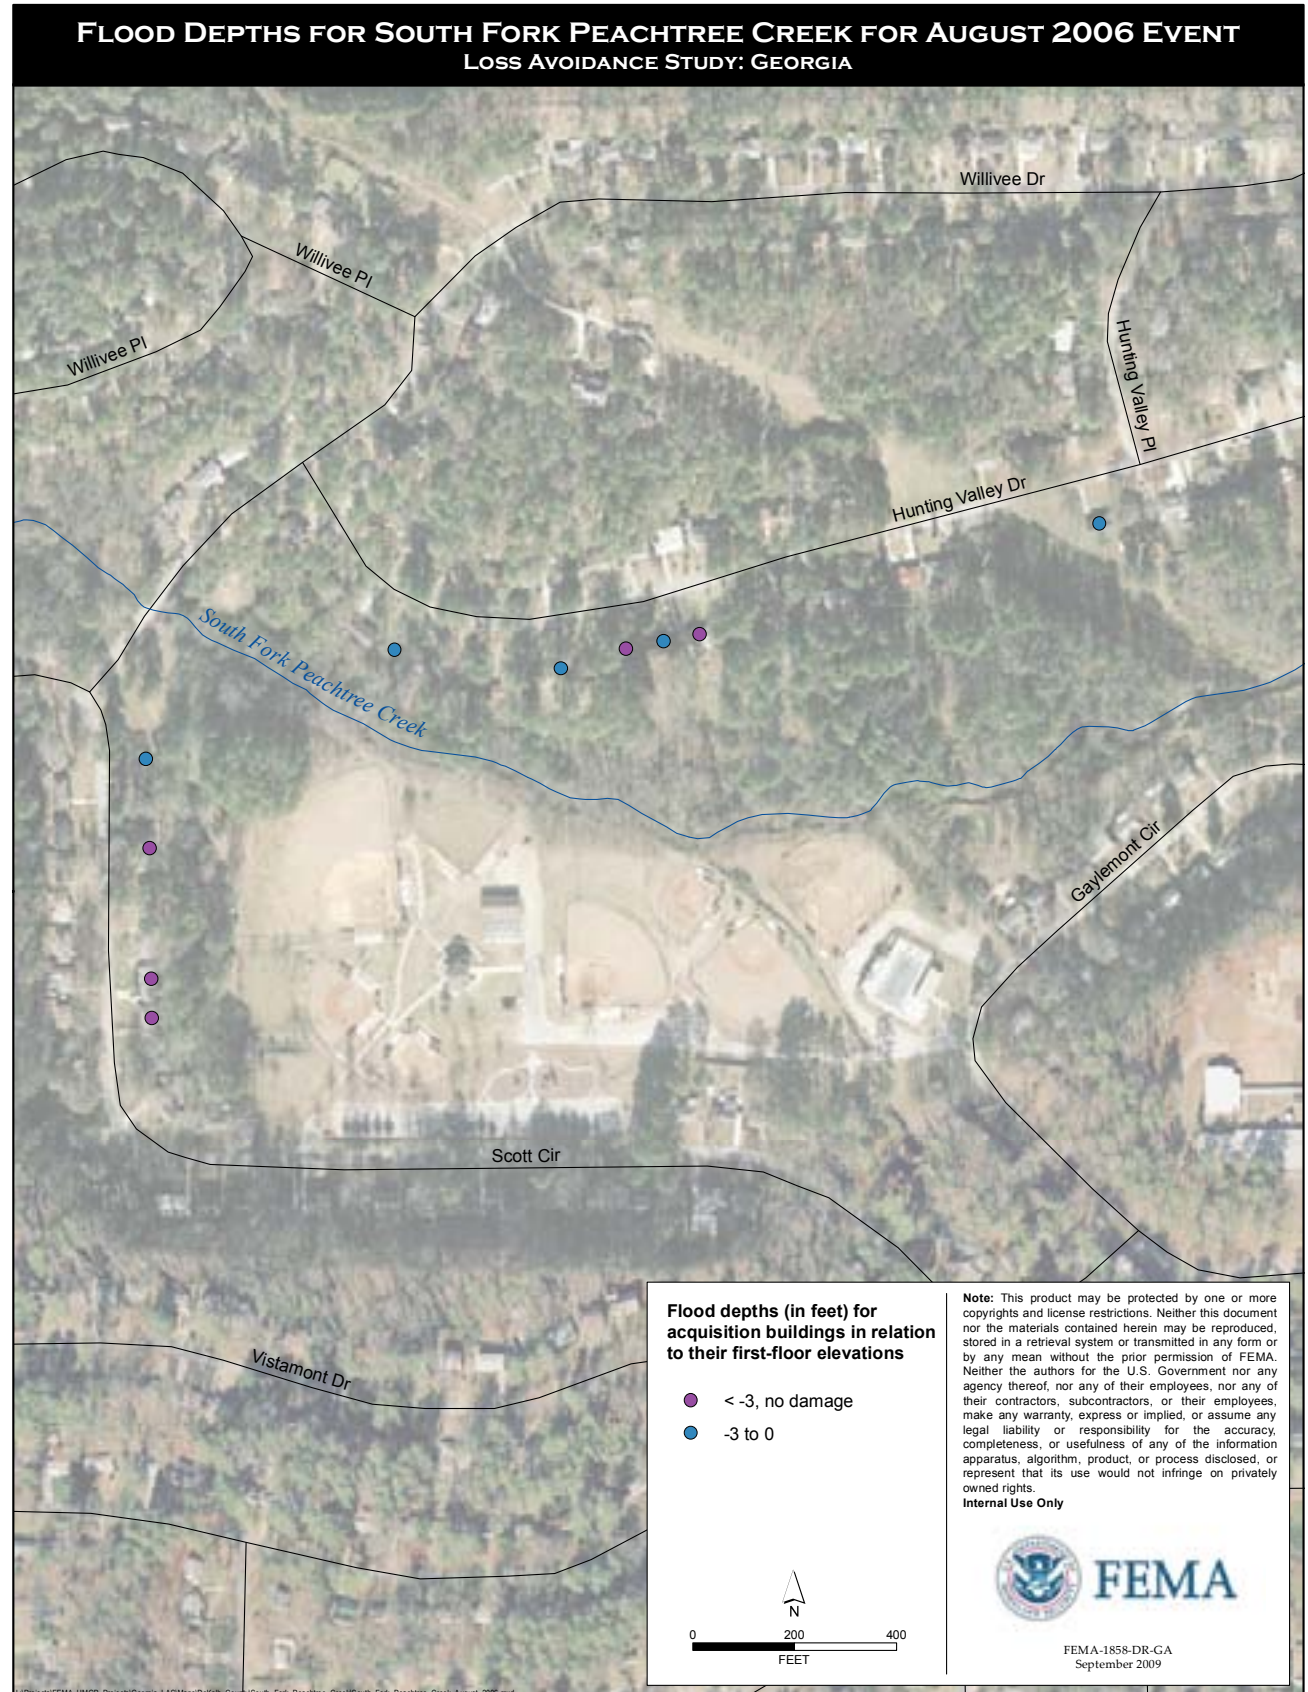 FLOOD DEPTHS FOR SOUTH FORK PEACHTREE CREEK FOR AUGUST 2006 EVENT
LOSS AVOIDANCE STUDY: GEORGIA
Willivee Dr
Willivee Pl
Willivee Pl
Hunting Valley Pl
Hunting Valley Dr
South Fork Peachtree Creek
Gaylemont Cir
Scott Cir
Vistamont Dr
Flood depths (in feet) for
acquisition buildings in relation
to their first-floor elevations
< -3, no damage
-3 to 0
N
0 200 400
FEET
Note: This product may be protected by one or more
copyrights and license restrictions. Neither this document
nor the materials contained herein may be reproduced,
stored in a retrieval system or transmitted in any form or
by any mean without the prior permission of FEMA.
Neither the authors for the U.S. Government nor any
agency thereof, nor any of their employees, nor any of
their contractors, subcontractors, or their employees,
make any warranty, express or implied, or assume any
legal liability or responsibility for the accuracy,
completeness, or usefulness of any of the information
apparatus, algorithm, product, or process disclosed, or
represent that its use would not infringe on privately
owned rights.
Internal Use Only
FEMA
FEMA-1858-DR-GA
September 2009